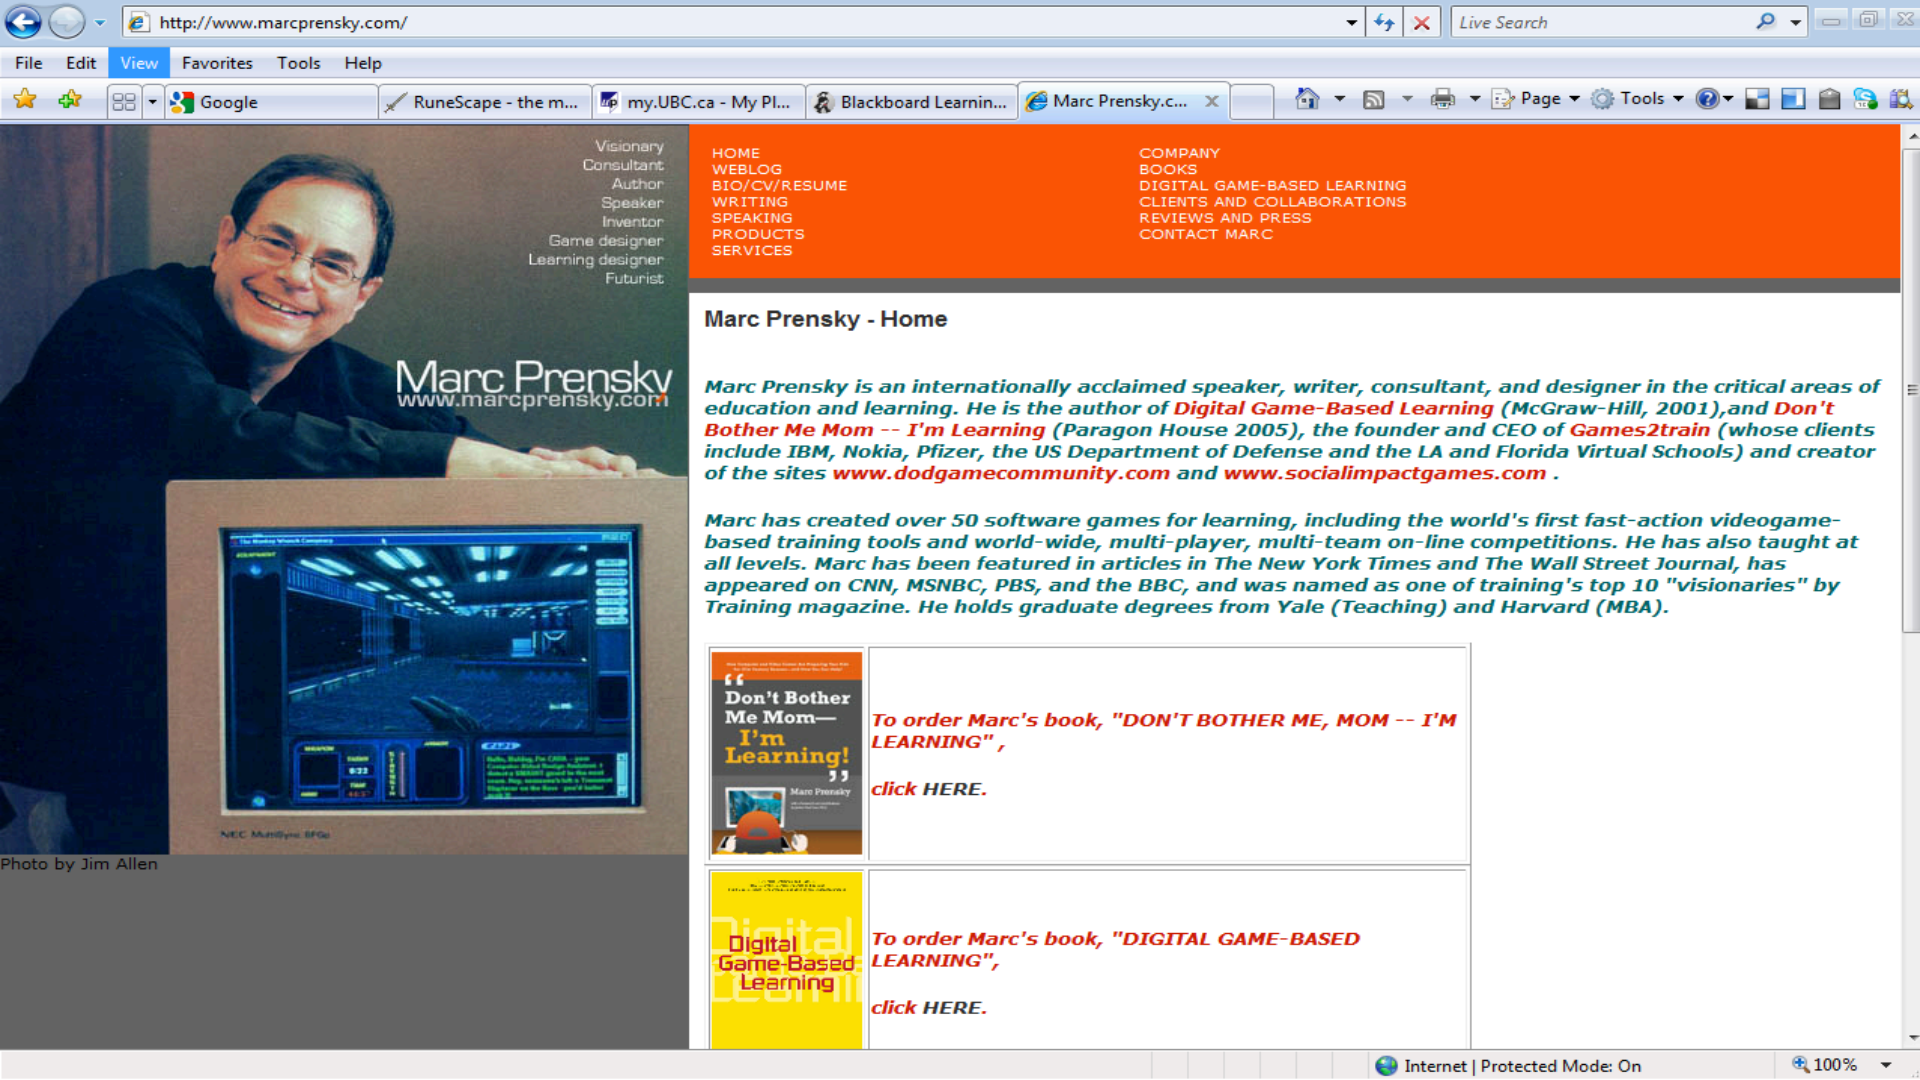 http://www.marcprensky.com/
Live Search
File Edit View Favorites Tools Help
Google
RuneScape - the m...
my.UBC.ca - My Pl...
Blackboard Learnin...
Marc Prensky.c...
Page
Tools
Visionary
Consultant
Author
Speaker
Inventor
Game designer
Learning designer
Futurist
Marc Prensky
www.marcprensky.com
The Monkey Wrench Conspiracy
NEC MultiSync
Photo by Jim Allen
HOME
WEBLOG
BIO/CV/RESUME
WRITING
SPEAKING
PRODUCTS
SERVICES
COMPANY
BOOKS
DIGITAL GAME-BASED LEARNING
CLIENTS AND COLLABORATIONS
REVIEWS AND PRESS
CONTACT MARC
Marc Prensky - Home
Marc Prensky is an internationally acclaimed speaker, writer, consultant, and designer in the critical areas of
education and learning. He is the author of Digital Game-Based Learning (McGraw-Hill, 2001),and Don't
Bother Me Mom -- I'm Learning (Paragon House 2005), the founder and CEO of Games2train (whose clients
include IBM, Nokia, Pfizer, the US Department of Defense and the LA and Florida Virtual Schools) and creator
of the sites www.dodgamecommunity.com and www.socialimpactgames.com .
Marc has created over 50 software games for learning, including the world's first fast-action videogame-
based training tools and world-wide, multi-player, multi-team on-line competitions. He has also taught at
all levels. Marc has been featured in articles in The New York Times and The Wall Street Journal, has
appeared on CNN, MSNBC, PBS, and the BBC, and was named as one of training's top 10 "visionaries" by
Training magazine. He holds graduate degrees from Yale (Teaching) and Harvard (MBA).
“
Don't Bother
Me Mom—
I'm
Learning!
”
Marc Prensky
To order Marc's book, "DON'T BOTHER ME, MOM -- I'M
LEARNING" ,
click HERE.
Digital
Game-Based
Learning
To order Marc's book, "DIGITAL GAME-BASED
LEARNING",
click HERE.
Internet | Protected Mode: On
100%